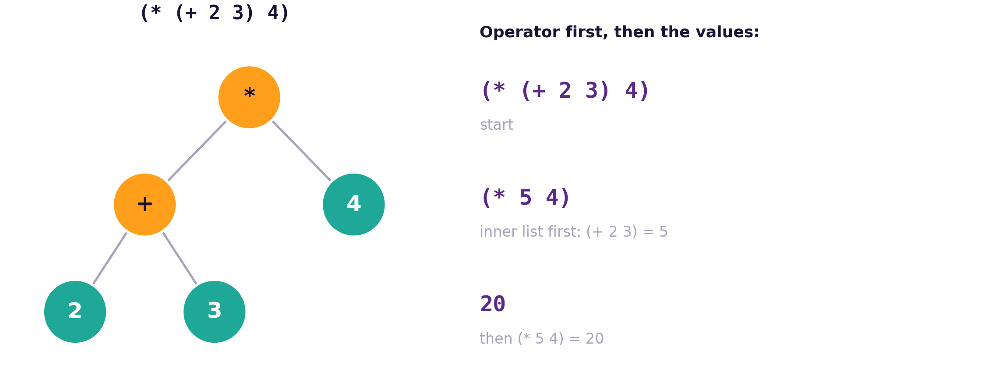 (* (+ 2 3) 4)
*
+
4
2
3
Operator first, then the values:
(* (+ 2 3) 4)
start
(* 5 4)
inner list first: (+ 2 3) = 5
20
then (* 5 4) = 20